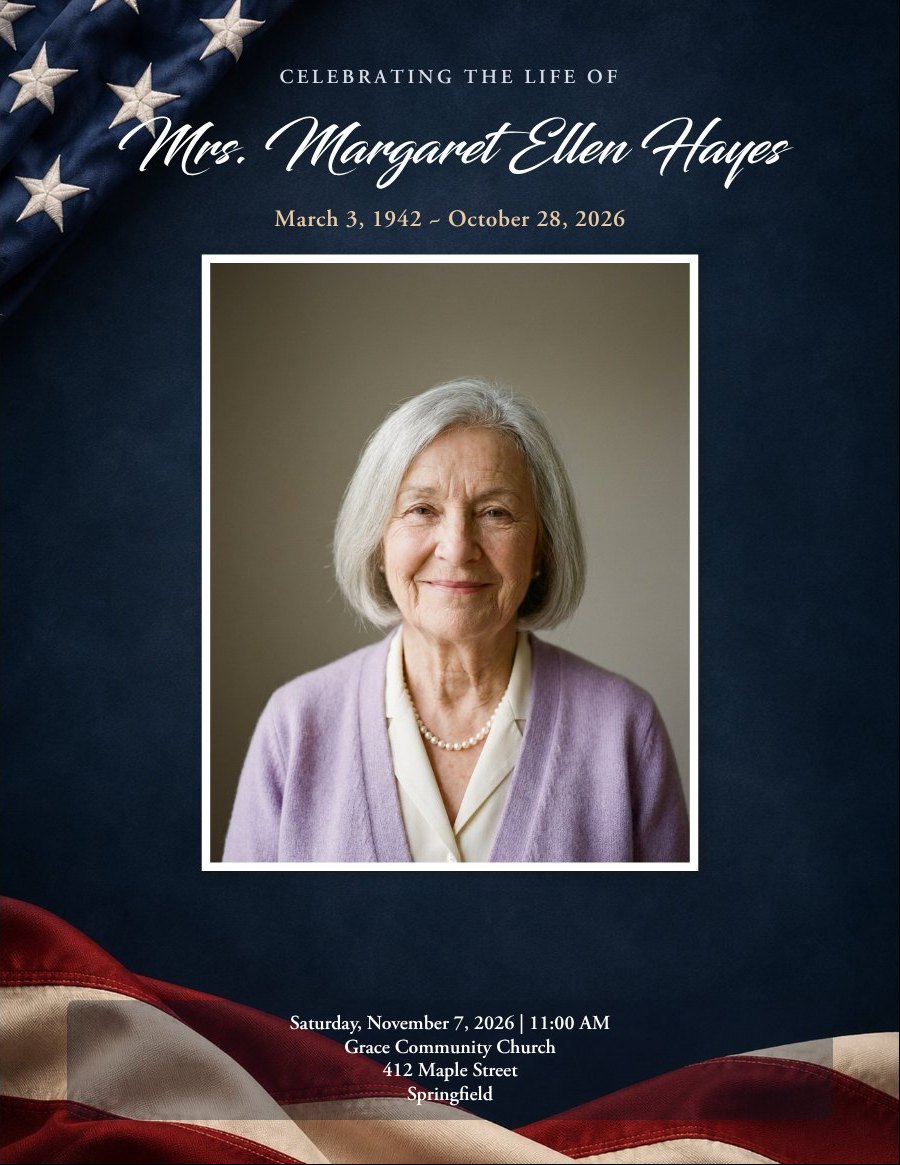 CELEBRATING THE LIFE OF
Mrs. Margaret Ellen Hayes
March 3, 1942 ~ October 28, 2026
Saturday, November 7, 2026 | 11:00 AM
Grace Community Church
412 Maple Street
Springfield